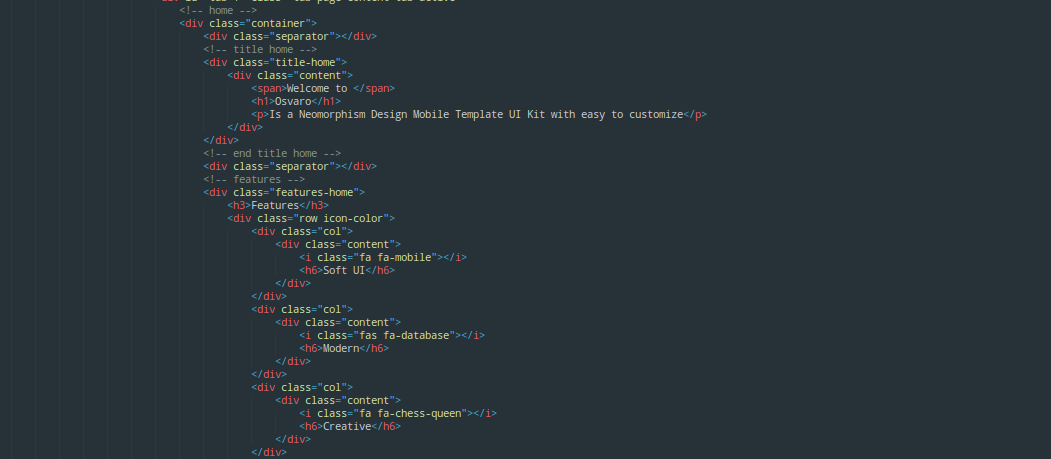 <!-- home -->
<div class="container">
<div class="separator"></div>
<!-- title home -->
<div class="title-home">
<div class="content">
<span>Welcome to </span>
<h1>Osvaro</h1>
<p>Is a Neomorphism Design Mobile Template UI Kit with easy to customize</p>
</div>
</div>
<!-- end title home -->
<div class="separator"></div>
<!-- features -->
<div class="features-home">
<h3>Features</h3>
<div class="row icon-color">
<div class="col">
<div class="content">
<i class="fa fa-mobile"></i>
<h6>Soft UI</h6>
</div>
</div>
<div class="col">
<div class="content">
<i class="fas fa-database"></i>
<h6>Modern</h6>
</div>
</div>
<div class="col">
<div class="content">
<i class="fa fa-chess-queen"></i>
<h6>Creative</h6>
</div>
</div>